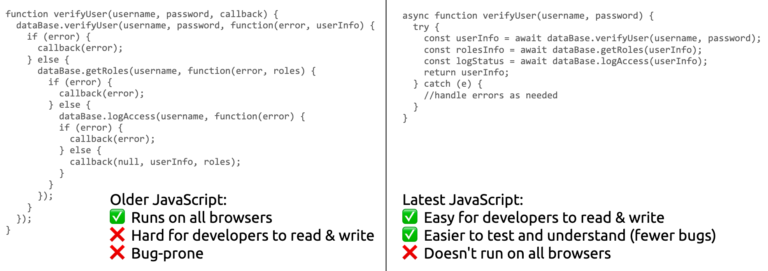 function verifyUser(username, password, callback) {
  dataBase.verifyUser(username, password, function(error, userInfo) {
    if (error) {
      callback(error);
    } else {
      dataBase.getRoles(username, function(error, roles) {
        if (error) {
          callback(error);
        } else {
          dataBase.logAccess(username, function(error) {
          if (error) {
            callback(error);
          } else {
            callback(null, userInfo, roles);
          }
        }
      });
    }
  });
}
Older JavaScript:
✅ Runs on all browsers
❌ Hard for developers to read & write
❌ Bug-prone
async function verifyUser(username, password) {
  try {
    const userInfo = await dataBase.verifyUser(username, password);
    const rolesInfo = await dataBase.getRoles(userInfo);
    const logStatus = await dataBase.logAccess(userInfo);
    return userInfo;
  } catch (e) {
    //handle errors as needed
  }
}
Latest JavaScript:
✅ Easy for developers to read & write
✅ Easier to test and understand (fewer bugs)
❌ Doesn't run on all browsers